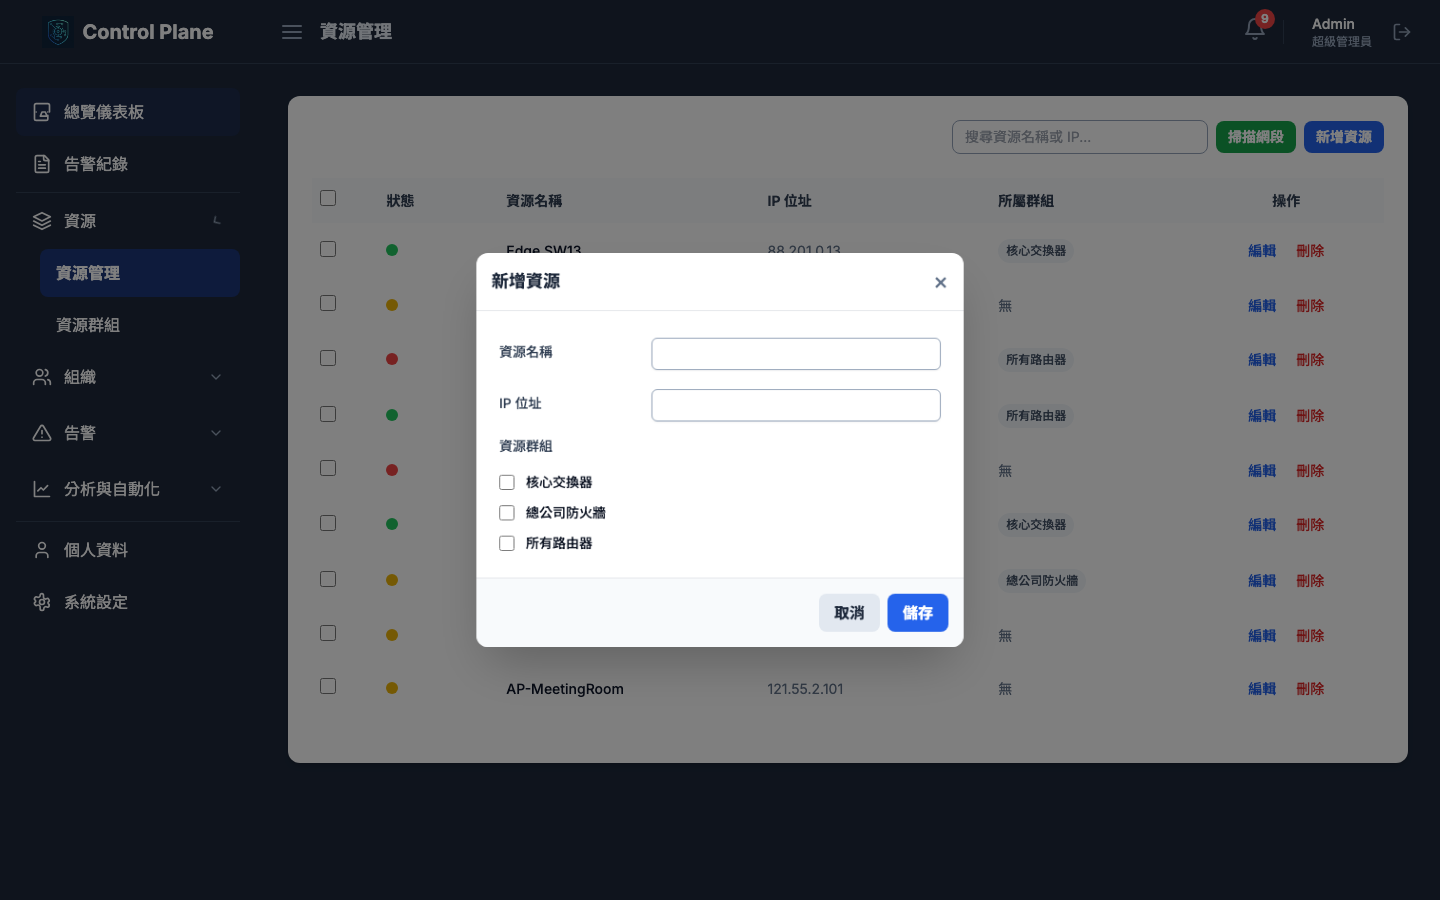 Control Plane
資源管理
9
Admin
超級管理員
總覽儀表板
告警紀錄
資源
資源管理
資源群組
組織
告警
分析與自動化
個人資料
系統設定
搜尋資源名稱或 IP...
掃描網段
新增資源
狀態 資源名稱 IP 位址 所屬群組 操作
Edge SW13 88.201.0.13 核心交換器 編輯 刪除
無 編輯 刪除
所有路由器 編輯 刪除
所有路由器 編輯 刪除
無 編輯 刪除
核心交換器 編輯 刪除
總公司防火牆 編輯 刪除
無 編輯 刪除
AP-MeetingRoom 121.55.2.101 無 編輯 刪除
新增資源
×
資源名稱
IP 位址
資源群組
核心交換器
總公司防火牆
所有路由器
取消
儲存